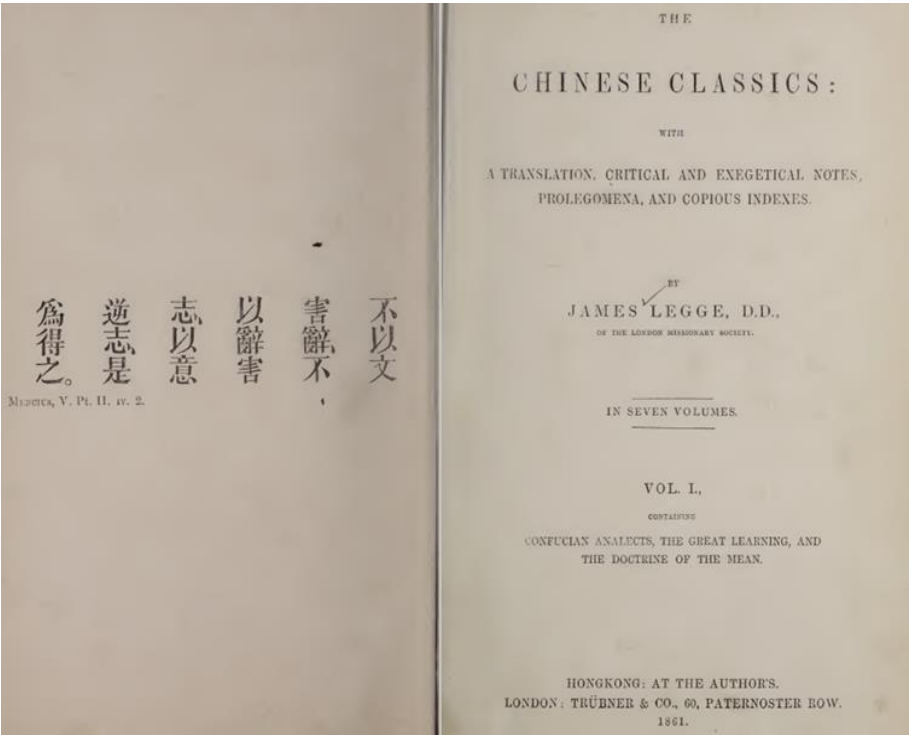 不以文
害辭、不
以辭害
志、以意
逆志、是
爲得之。
Mencius, V. Pt. II. iv. 2.
THE
CHINESE CLASSICS:
WITH
A TRANSLATION, CRITICAL AND EXEGETICAL NOTES,
PROLEGOMENA, AND COPIOUS INDEXES.
BY
JAMES LEGGE, D.D.,
OF THE LONDON MISSIONARY SOCIETY.
IN SEVEN VOLUMES.
VOL. I.,
CONTAINING
CONFUCIAN ANALECTS, THE GREAT LEARNING, AND
THE DOCTRINE OF THE MEAN.
HONGKONG: AT THE AUTHOR'S.
LONDON: TRÜBNER & CO., 60, PATERNOSTER ROW.
1861.